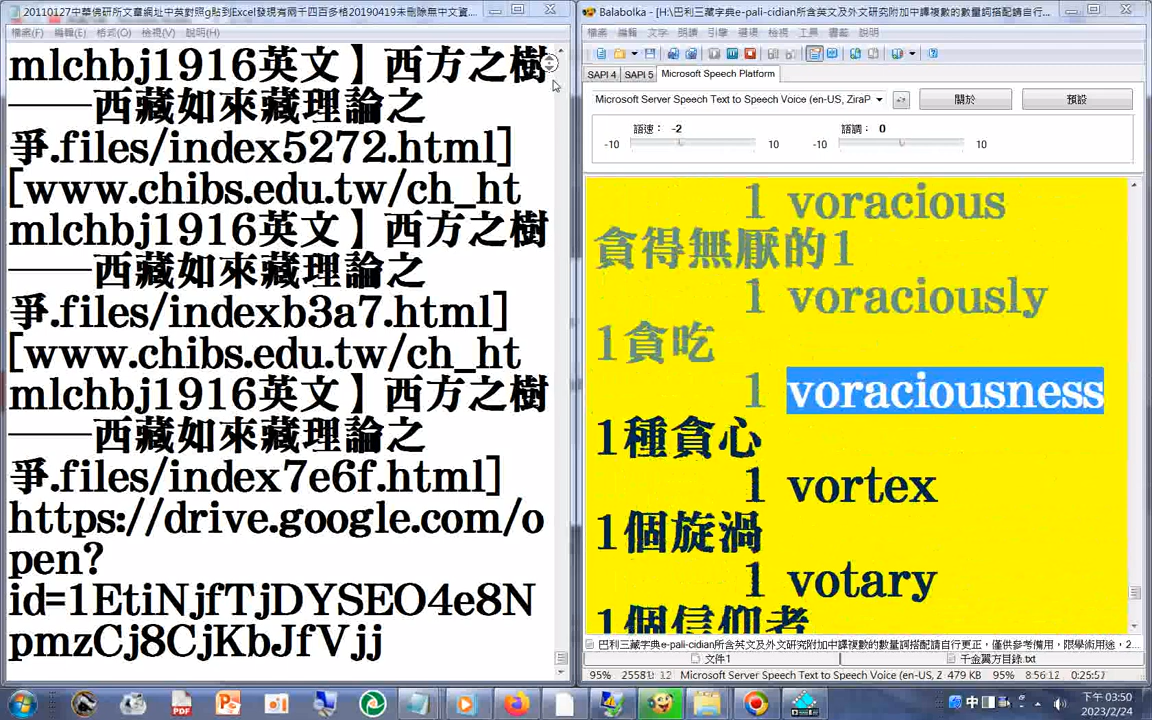 20110127中華佛研所文章網址中英對照g貼到Excel發現有兩千四百多格20190419未刪除無中文資...
檔案(F) 編輯(E) 格式(O) 檢視(V) 說明(H)
mlchbj1916英文】西方之樹
——西藏如來藏理論之
爭.files/index5272.html]
[www.chibs.edu.tw/ch_ht
mlchbj1916英文】西方之樹
——西藏如來藏理論之
爭.files/indexb3a7.html]
[www.chibs.edu.tw/ch_ht
mlchbj1916英文】西方之樹
——西藏如來藏理論之
爭.files/index7e6f.html]
https://drive.google.com/o
pen?
id=1EtiNjfTjDYSEO4e8N
pmzCj8CjKbJfVjj
Balabolka - [H:\巴利三藏字典e-pali-cidian所含英文及外文研究附加中譯複數的數量詞搭配請自行...
檔案 編輯 文字 朗讀 引擎 選項 檢視 工具 書籤 說明
SAPI 4 SAPI 5 Microsoft Speech Platform
Microsoft Server Speech Text to Speech Voice (en-US, ZiraP
關於 預設
語速： -2 語調： 0
-10 10 -10 10
1 voracious
貪得無厭的1
1 voraciously
1貪吃
1 voraciousness
1種貪心
1 vortex
1個旋渦
1 votary
1個信仰者
巴利三藏字典e-pali-cidian所含英文及外文研究附加中譯複數的數量詞搭配請自行更正，僅供參考備用，限學術用途，2...
文件1 千金翼方目錄.txt
95% 25581: 12 Microsoft Server Speech Text to Speech Voice (en-U 479 KB 95% 8:56:12 0:25:57
中
下午 03:50
2023/2/24